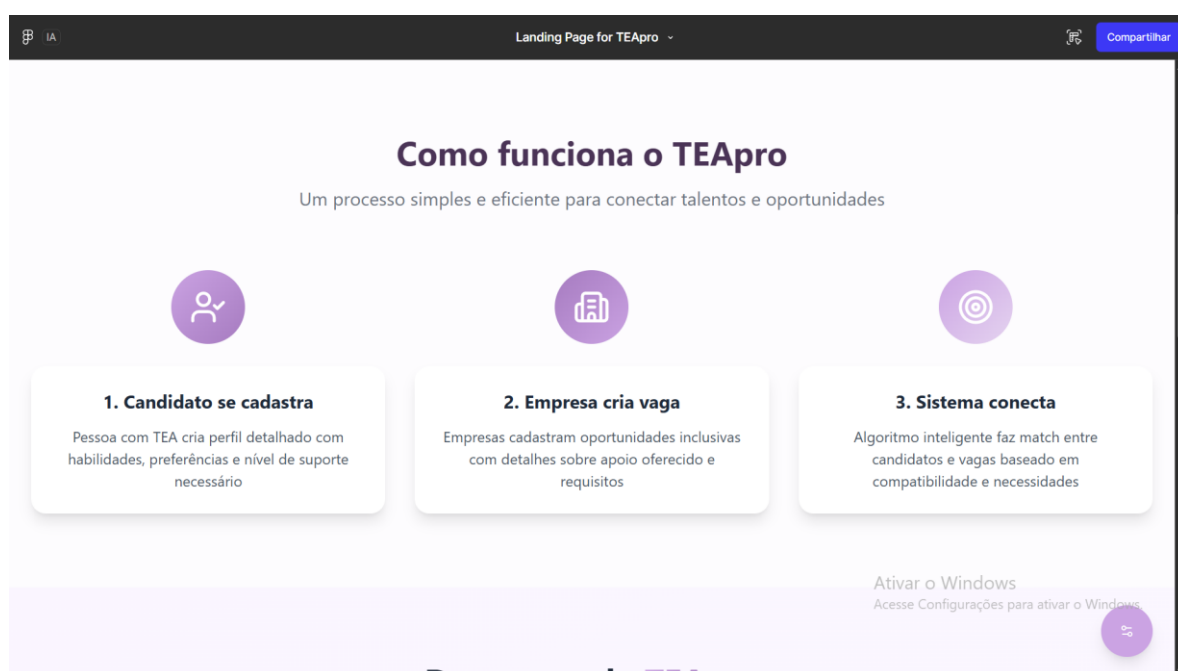 IA
Landing Page for TEApro
Compartilhar
Como funciona o TEApro
Um processo simples e eficiente para conectar talentos e oportunidades
1. Candidato se cadastra
Pessoa com TEA cria perfil detalhado com
habilidades, preferências e nível de suporte
necessário
2. Empresa cria vaga
Empresas cadastram oportunidades inclusivas
com detalhes sobre apoio oferecido e
requisitos
3. Sistema conecta
Algoritmo inteligente faz match entre
candidatos e vagas baseado em
compatibilidade e necessidades
Ativar o Windows
Acesse Configurações para ativar o Windows.